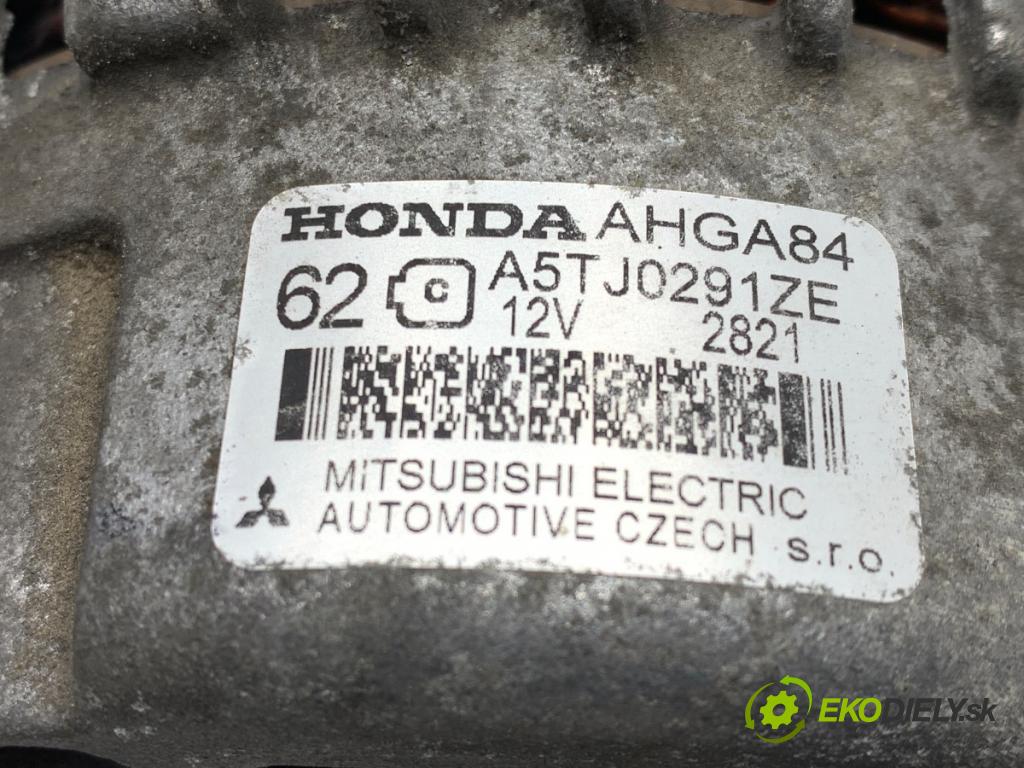 HONDA AHGA84
62 C A5TJ0291ZE
12V 2821
MITSUBISHI ELECTRIC
AUTOMOTIVE CZECH s.r.o.
EKODIELY.sk